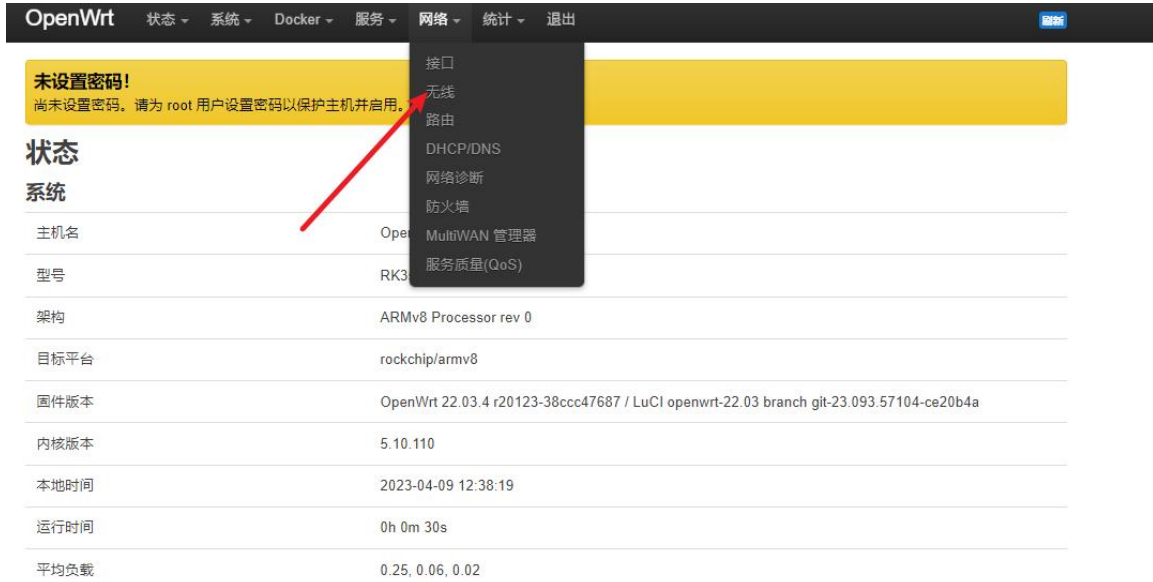 OpenWrt 状态 系统 Docker 服务 网络 统计 退出 刷新
接口
无线
路由
DHCP/DNS
网络诊断
防火墙
MultiWAN 管理器
服务质量(QoS)
未设置密码!
尚未设置密码。请为 root 用户设置密码以保护主机并启用。
状态
系统
主机名 Ope
型号 RK3
架构 ARMv8 Processor rev 0
目标平台 rockchip/armv8
固件版本 OpenWrt 22.03.4 r20123-38ccc47687 / LuCI openwrt-22.03 branch git-23.093.57104-ce20b4a
内核版本 5.10.110
本地时间 2023-04-09 12:38:19
运行时间 0h 0m 30s
平均负载 0.25, 0.06, 0.02